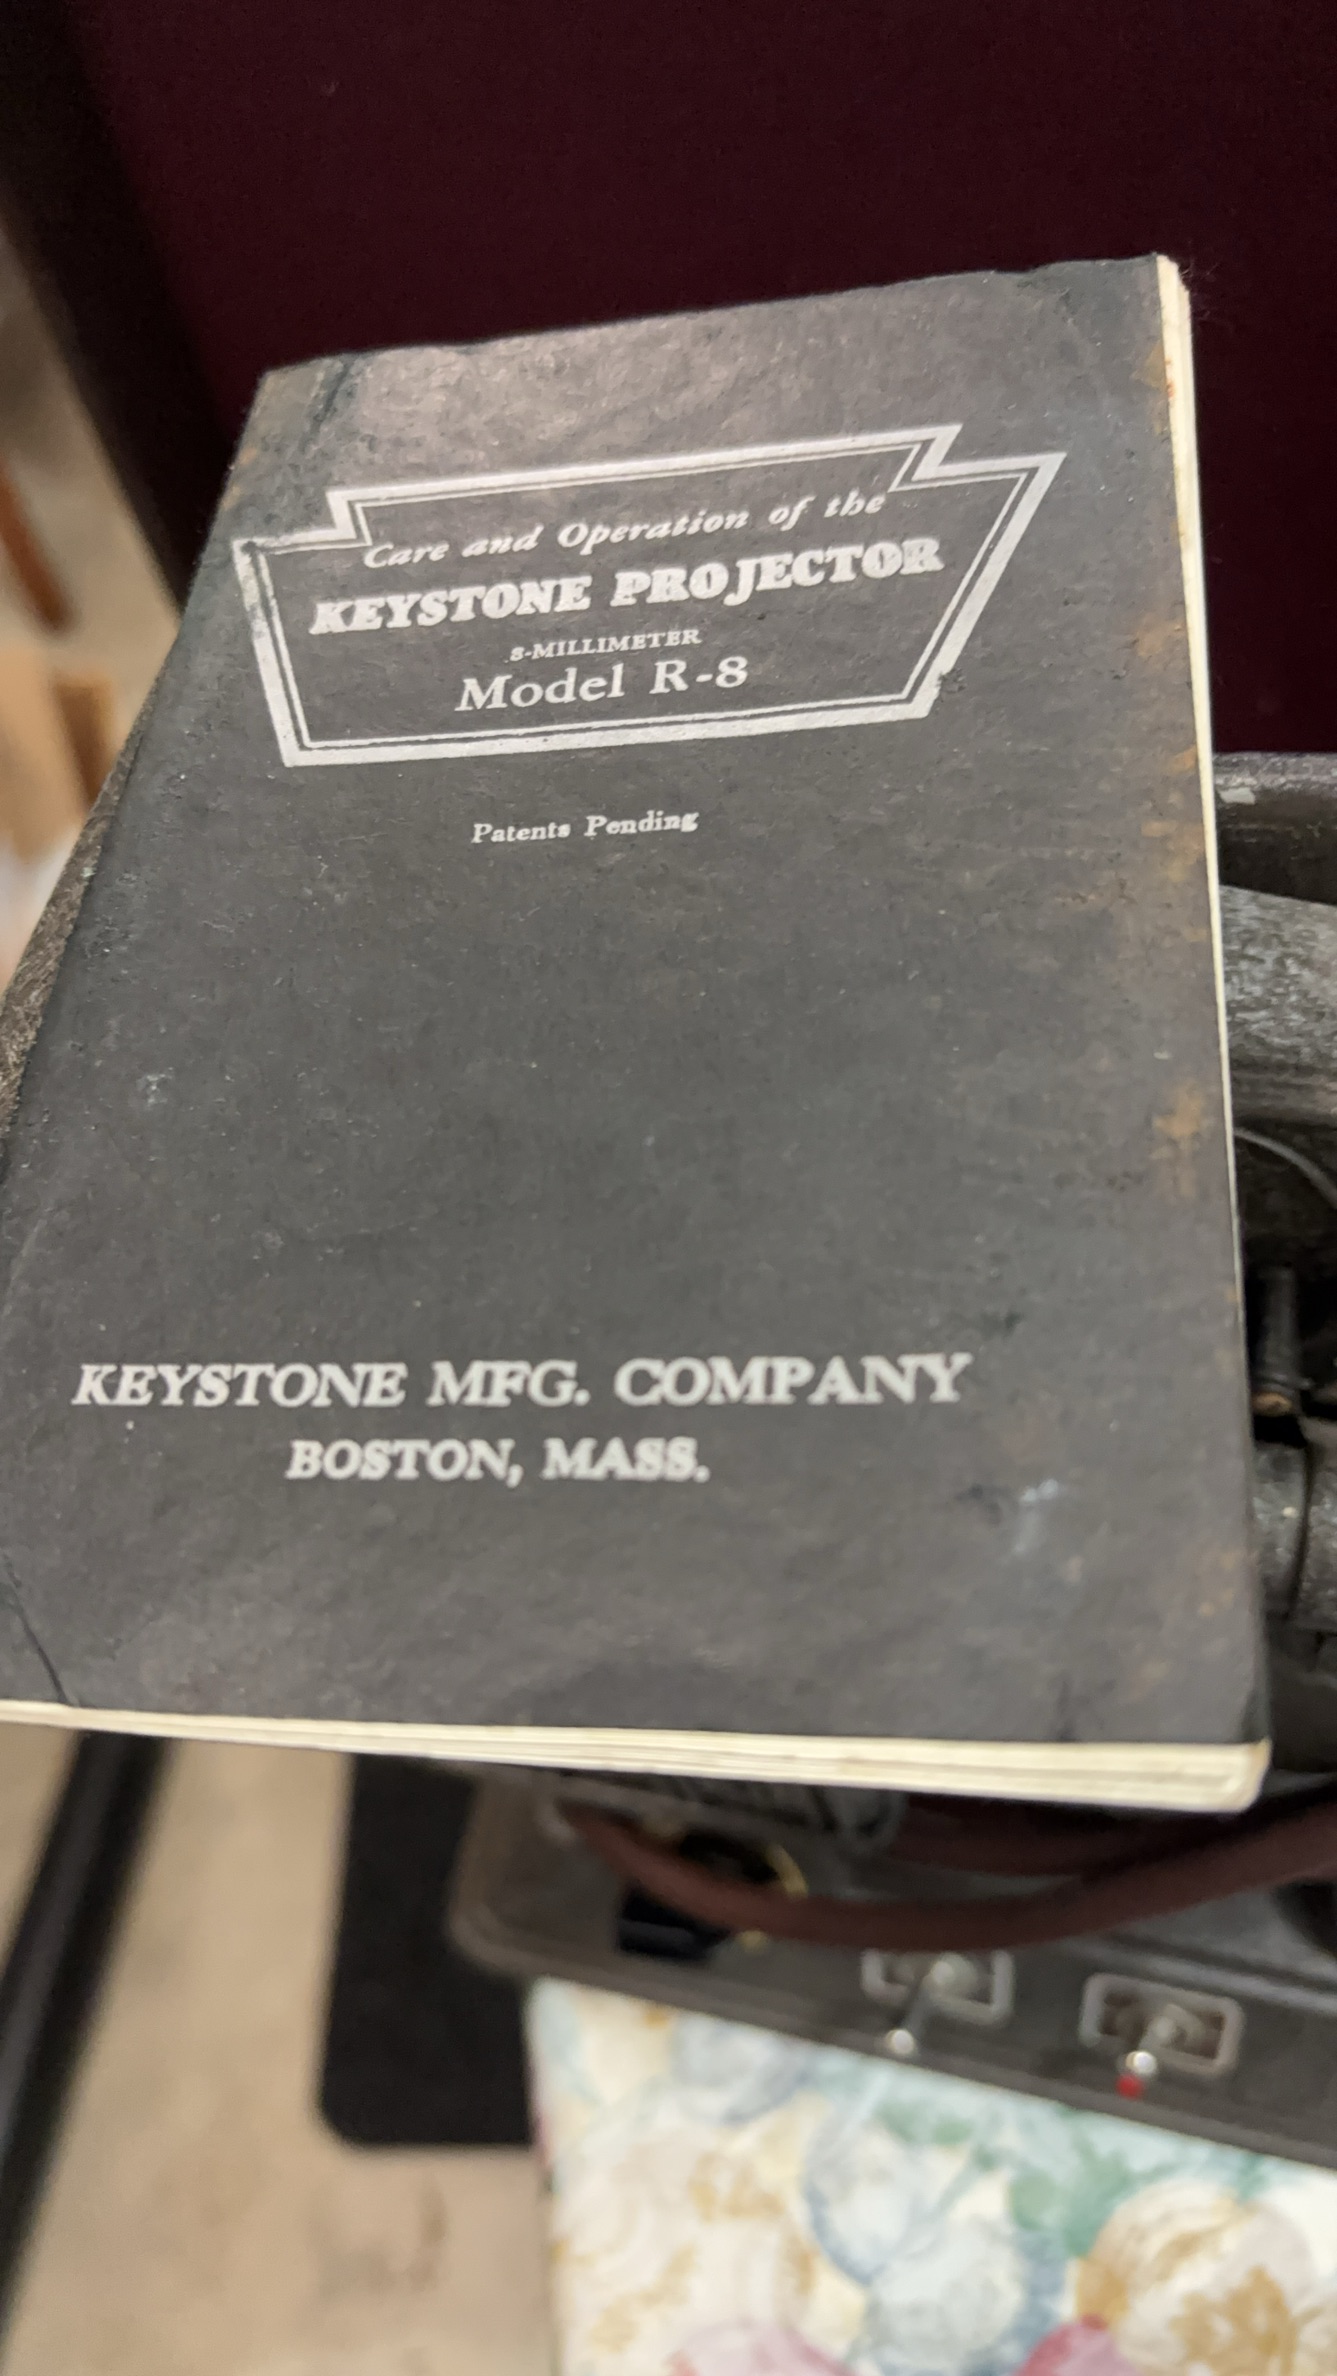 Care and Operation of the
KEYSTONE PROJECTOR
8-MILLIMETER
Model R-8
Patents Pending
KEYSTONE MFG. COMPANY
BOSTON, MASS.